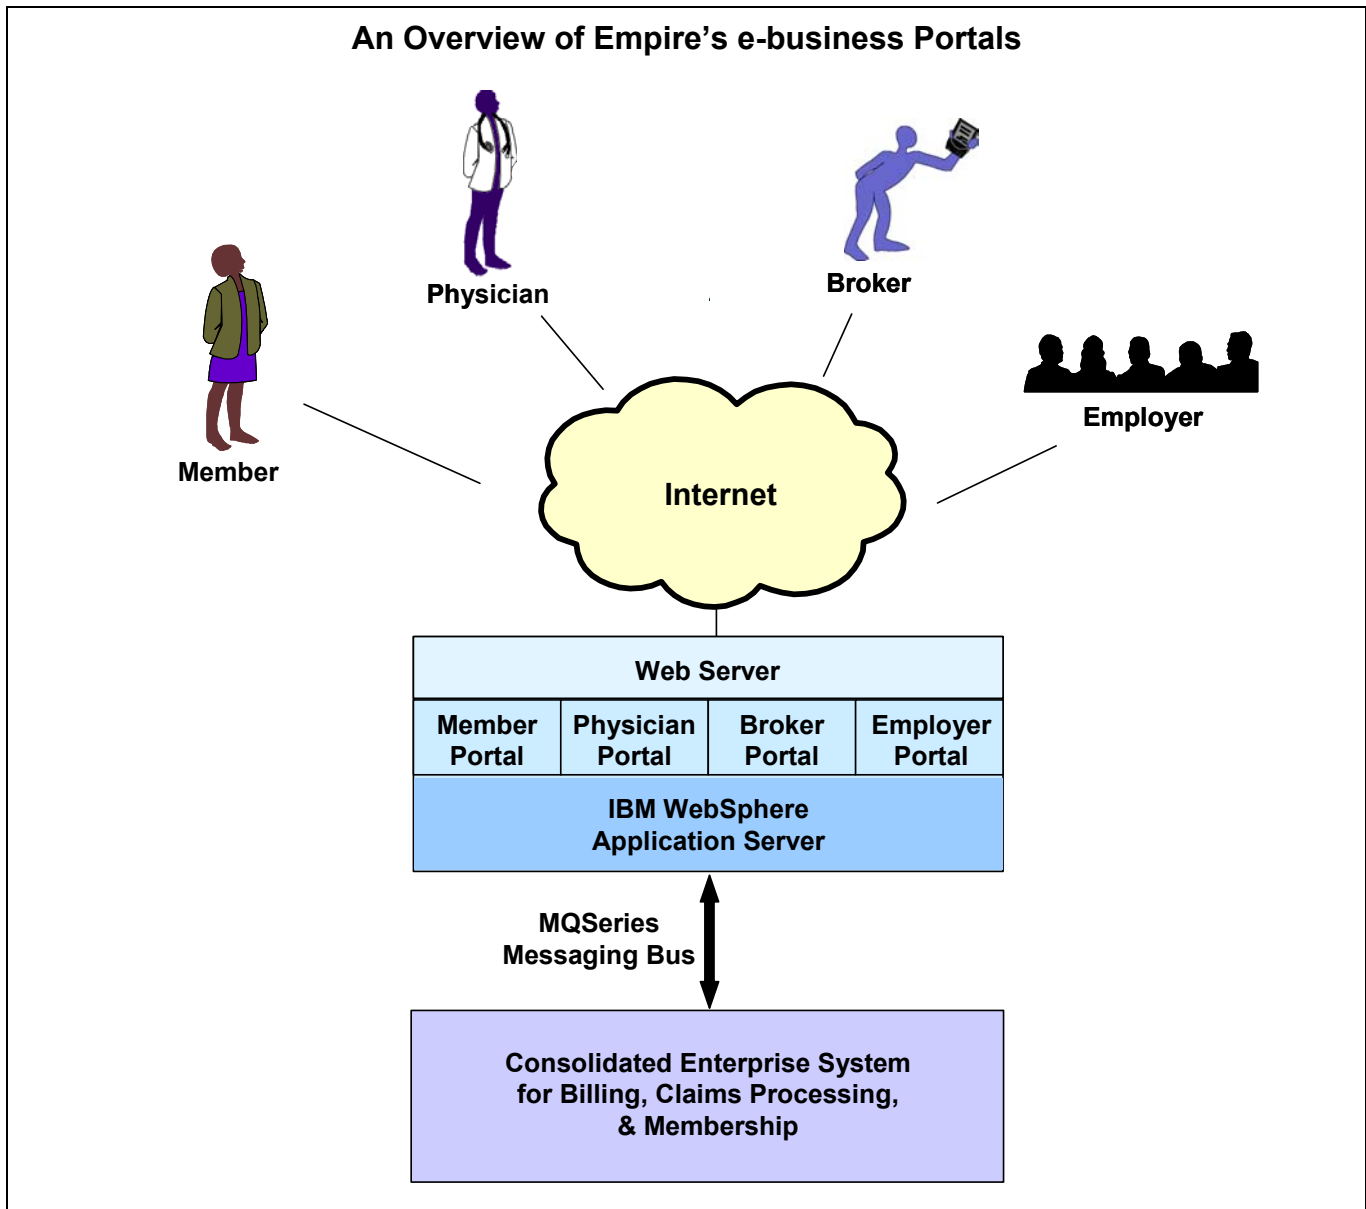 An Overview of Empire's e-business Portals
Physician
Broker
Member
Employer
Internet
Web Server
Member
Portal
Physician
Portal
Broker
Portal
Employer
Portal
IBM WebSphere
Application Server
MQSeries
Messaging Bus
Consolidated Enterprise System
for Billing, Claims Processing,
& Membership